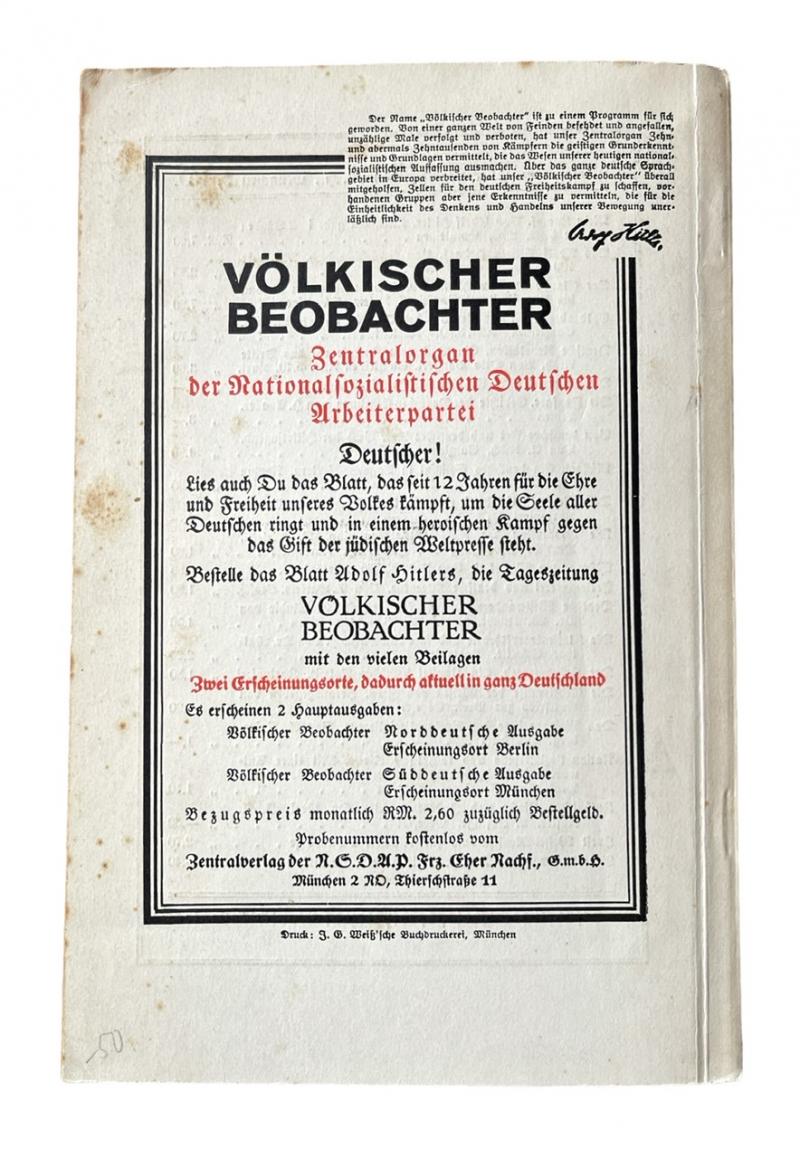 Der Name „Völkischer Beobachter" ist zu einem Programm für sich
geworden. Von einer ganzen Welt von Feinden befehdet und angefallen,
unzählige Male verfolgt und verboten, hat unser Zentralorgan Zehn-
und abermals Zehntausenden von Kämpfern die geistigen Grunderkennt-
nisse und Grundlagen vermittelt, die das Wesen unserer heutigen national-
sozialistischen Auffassung ausmachen. Über das ganze deutsche Sprach-
gebiet in Europa verbreitet, hat unser „Völkischer Beobachter" überall
mitgeholfen, Zellen für den deutschen Freiheitskampf zu schaffen, vor-
handenen Gruppen aber jene Erkenntnisse zu vermitteln, die für die
Einheitlichkeit des Denkens und Handelns unserer Bewegung uner-
läßlich sind.
Adolf Hitler.
VÖLKISCHER
BEOBACHTER
Zentralorgan
der Nationalsozialistischen Deutschen
Arbeiterpartei
Deutscher!
Lies auch Du das Blatt, das seit 12 Jahren für die Ehre
und Freiheit unseres Volkes kämpft, um die Seele aller
Deutschen ringt und in einem heroischen Kampf gegen
das Gift der jüdischen Weltpresse steht.
Bestelle das Blatt Adolf Hitlers, die Tageszeitung
VÖLKISCHER
BEOBACHTER
mit den vielen Beilagen
Zwei Erscheinungsorte, dadurch aktuell in ganz Deutschland
Es erscheinen 2 Hauptausgaben:
Völkischer Beobachter Norddeutsche Ausgabe
Erscheinungsort Berlin
Völkischer Beobachter Süddeutsche Ausgabe
Erscheinungsort München
Bezugspreis monatlich RM. 2,60 zuzüglich Bestellgeld.
Probenummern kostenlos vom
Zentralverlag der N.S.D.A.P. Frz. Eher Nachf., G.m.b.H.
München 2 NO, Thierschstraße 11
Druck: J. G. Weiß'sche Buchdruckerei, München
50.